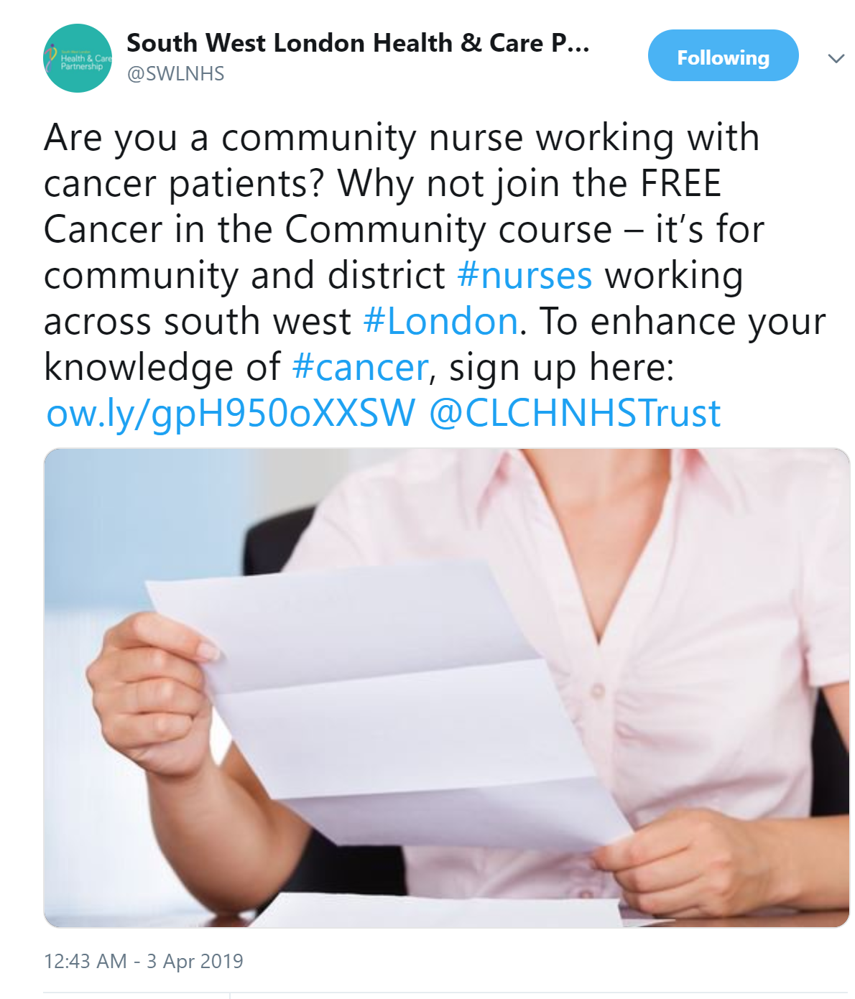 South West London Health & Care P...
@SWLNHS
Following
South West London
Health & Care
Partnership
Are you a community nurse working with
cancer patients? Why not join the FREE
Cancer in the Community course – it’s for
community and district #nurses working
across south west #London. To enhance your
knowledge of #cancer, sign up here:
ow.ly/gpH950oXXSW @CLCHNHSTrust
12:43 AM - 3 Apr 2019